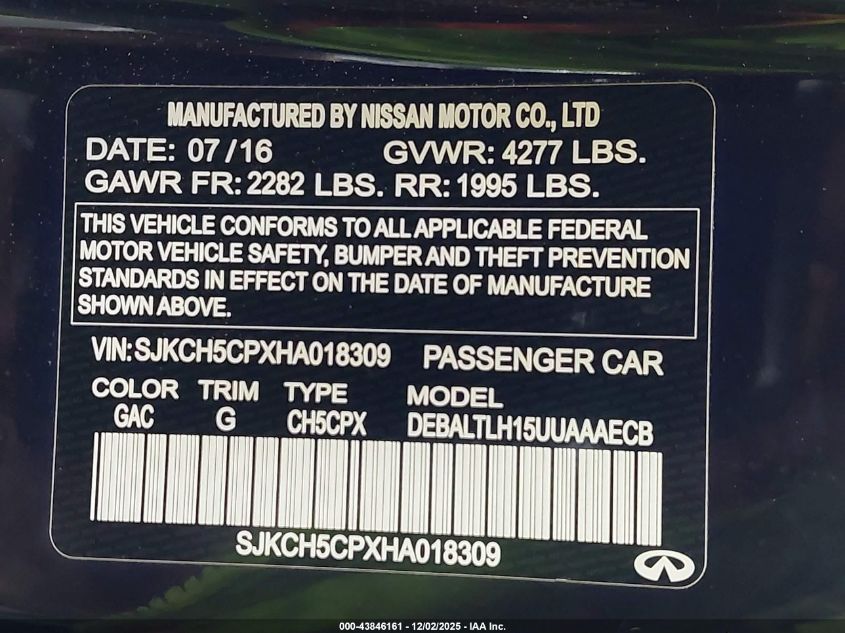 MANUFACTURED BY NISSAN MOTOR CO., LTD
DATE: 07/16 GVWR: 4277 LBS.
GAWR FR: 2282 LBS. RR: 1995 LBS.
THIS VEHICLE CONFORMS TO ALL APPLICABLE FEDERAL
MOTOR VEHICLE SAFETY, BUMPER AND THEFT PREVENTION
STANDARDS IN EFFECT ON THE DATE OF MANUFACTURE
SHOWN ABOVE.
VIN: SJKCH5CPXHA018309 PASSENGER CAR
COLOR TRIM TYPE MODEL
GAC G CH5CPX DEBALTLH15UUAAAECB
SJKCH5CPXHA018309
000-43846161 - 12/02/2025 - IAA Inc.